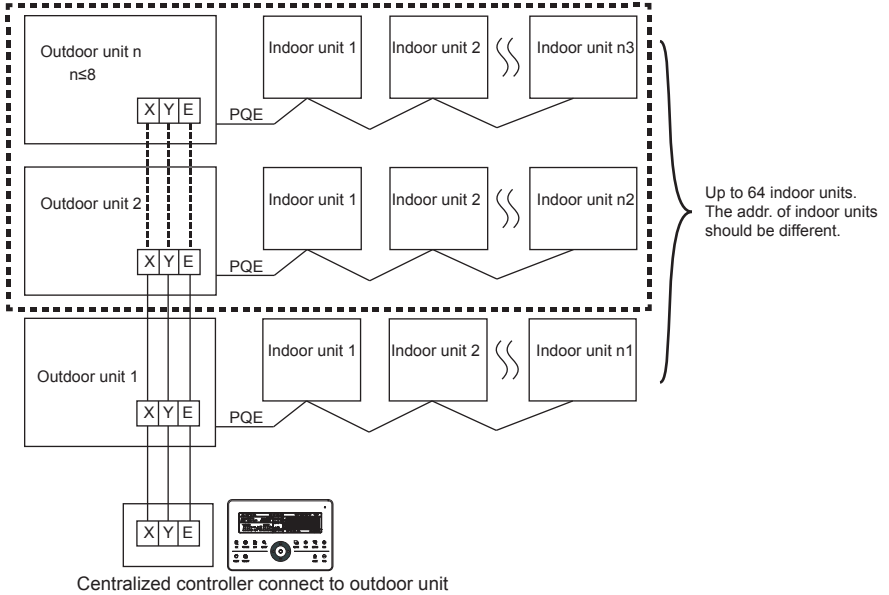 Outdoor unit n
n≤8
X Y E
PQE
Indoor unit 1
Indoor unit 2
Indoor unit n3
Outdoor unit 2
X Y E
PQE
Indoor unit 1
Indoor unit 2
Indoor unit n2
Up to 64 indoor units.
The addr. of indoor units
should be different.
Outdoor unit 1
X Y E
PQE
Indoor unit 1
Indoor unit 2
Indoor unit n1
X Y E
Centralized controller connect to outdoor unit